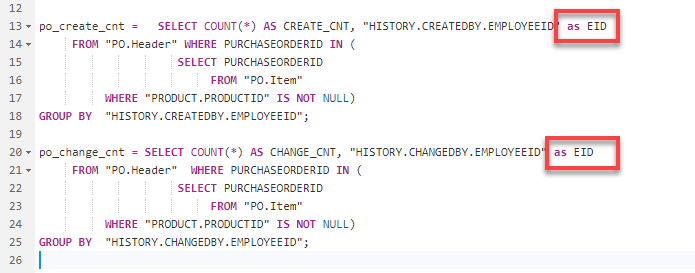 12
13 po_create_cnt =   SELECT COUNT(*) AS CREATE_CNT, "HISTORY.CREATEDBY.EMPLOYEEID" as EID
14     FROM "PO.Header" WHERE PURCHASEORDERID IN (
15                    SELECT PURCHASEORDERID
16                        FROM "PO.Item"
17         WHERE "PRODUCT.PRODUCTID" IS NOT NULL)
18 GROUP BY  "HISTORY.CREATEDBY.EMPLOYEEID";
19
20 po_change_cnt = SELECT COUNT(*) AS CHANGE_CNT, "HISTORY.CHANGEDBY.EMPLOYEEID" as EID
21     FROM "PO.Header"  WHERE PURCHASEORDERID IN (
22                    SELECT PURCHASEORDERID
23                        FROM "PO.Item"
24         WHERE "PRODUCT.PRODUCTID" IS NOT NULL)
25 GROUP BY  "HISTORY.CHANGEDBY.EMPLOYEEID";
26